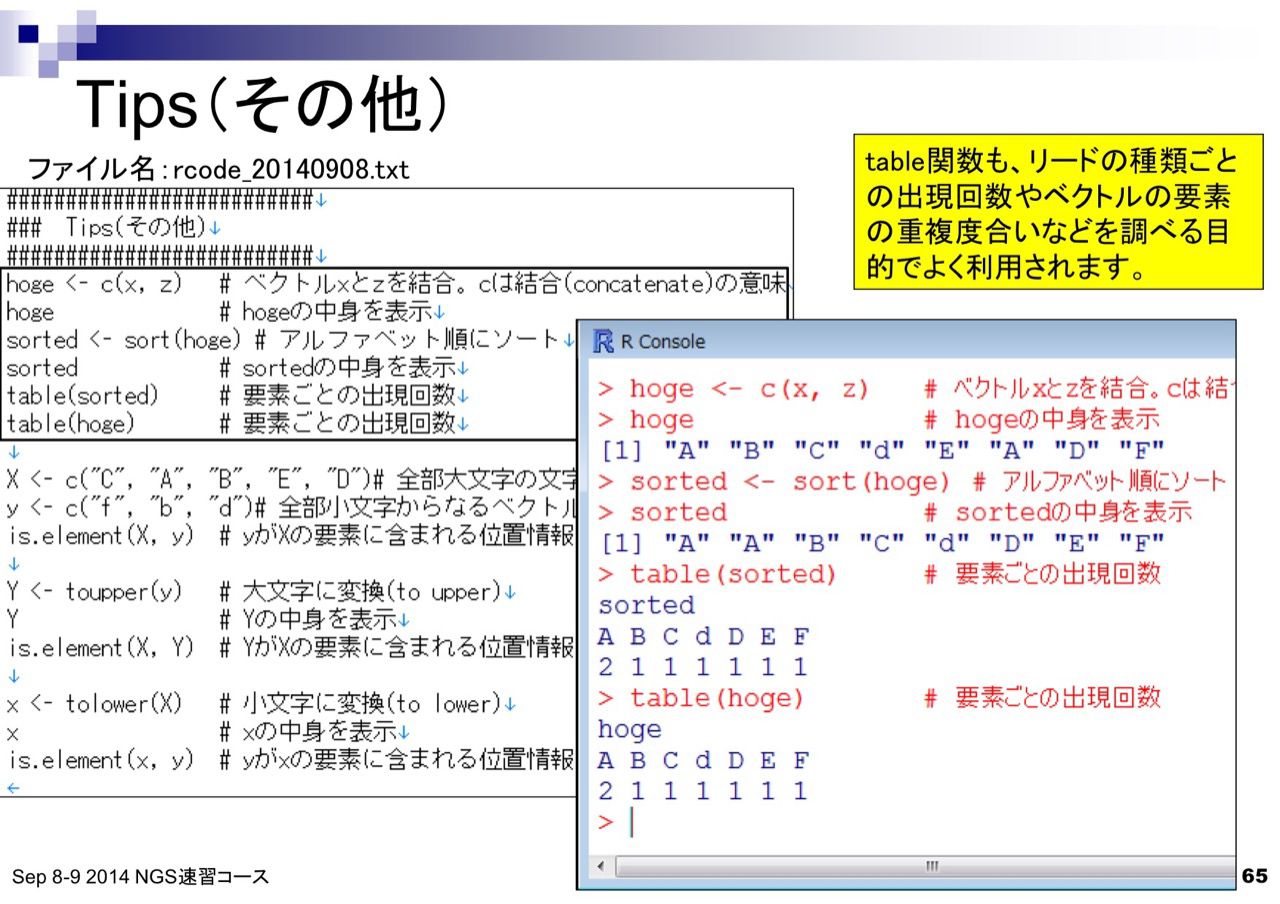 Tips(その他)
ファイル名:rcode_20140908.txt
table関数も、リードの種類ごと
の出現回数やベクトルの要素
の重複度合いなどを調べる目
的でよく利用されます。
##########################↓
### Tips(その他)↓
##########################↓
hoge <- c(x, z) # ベクトルxとzを結合。cは結合(concatenate)の意味
hoge # hogeの中身を表示↓
sorted <- sort(hoge) # アルファベット順にソート↓
sorted # sortedの中身を表示↓
table(sorted) # 要素ごとの出現回数↓
table(hoge) # 要素ごとの出現回数↓
↓
X <- c("C", "A", "B", "E", "D")# 全部大文字の文字
y <- c("f", "b", "d")# 全部小文字からなるベクトル
is.element(X, y) # yがXの要素に含まれる位置情報
↓
Y <- toupper(y) # 大文字に変換(to upper)↓
Y # Yの中身を表示↓
is.element(X, Y) # YがXの要素に含まれる位置情報
↓
x <- tolower(X) # 小文字に変換(to lower)↓
x # xの中身を表示↓
is.element(x, y) # yがxの要素に含まれる位置情報
←
R Console
> hoge <- c(x, z) # ベクトルxとzを結合。cは結
> hoge # hogeの中身を表示
[1] "A" "B" "C" "d" "E" "A" "D" "F"
> sorted <- sort(hoge) # アルファベット順にソート
> sorted # sortedの中身を表示
[1] "A" "A" "B" "C" "d" "D" "E" "F"
> table(sorted) # 要素ごとの出現回数
sorted
A B C d D E F
2 1 1 1 1 1 1
> table(hoge) # 要素ごとの出現回数
hoge
A B C d D E F
2 1 1 1 1 1 1
>
Sep 8-9 2014 NGS速習コース
65